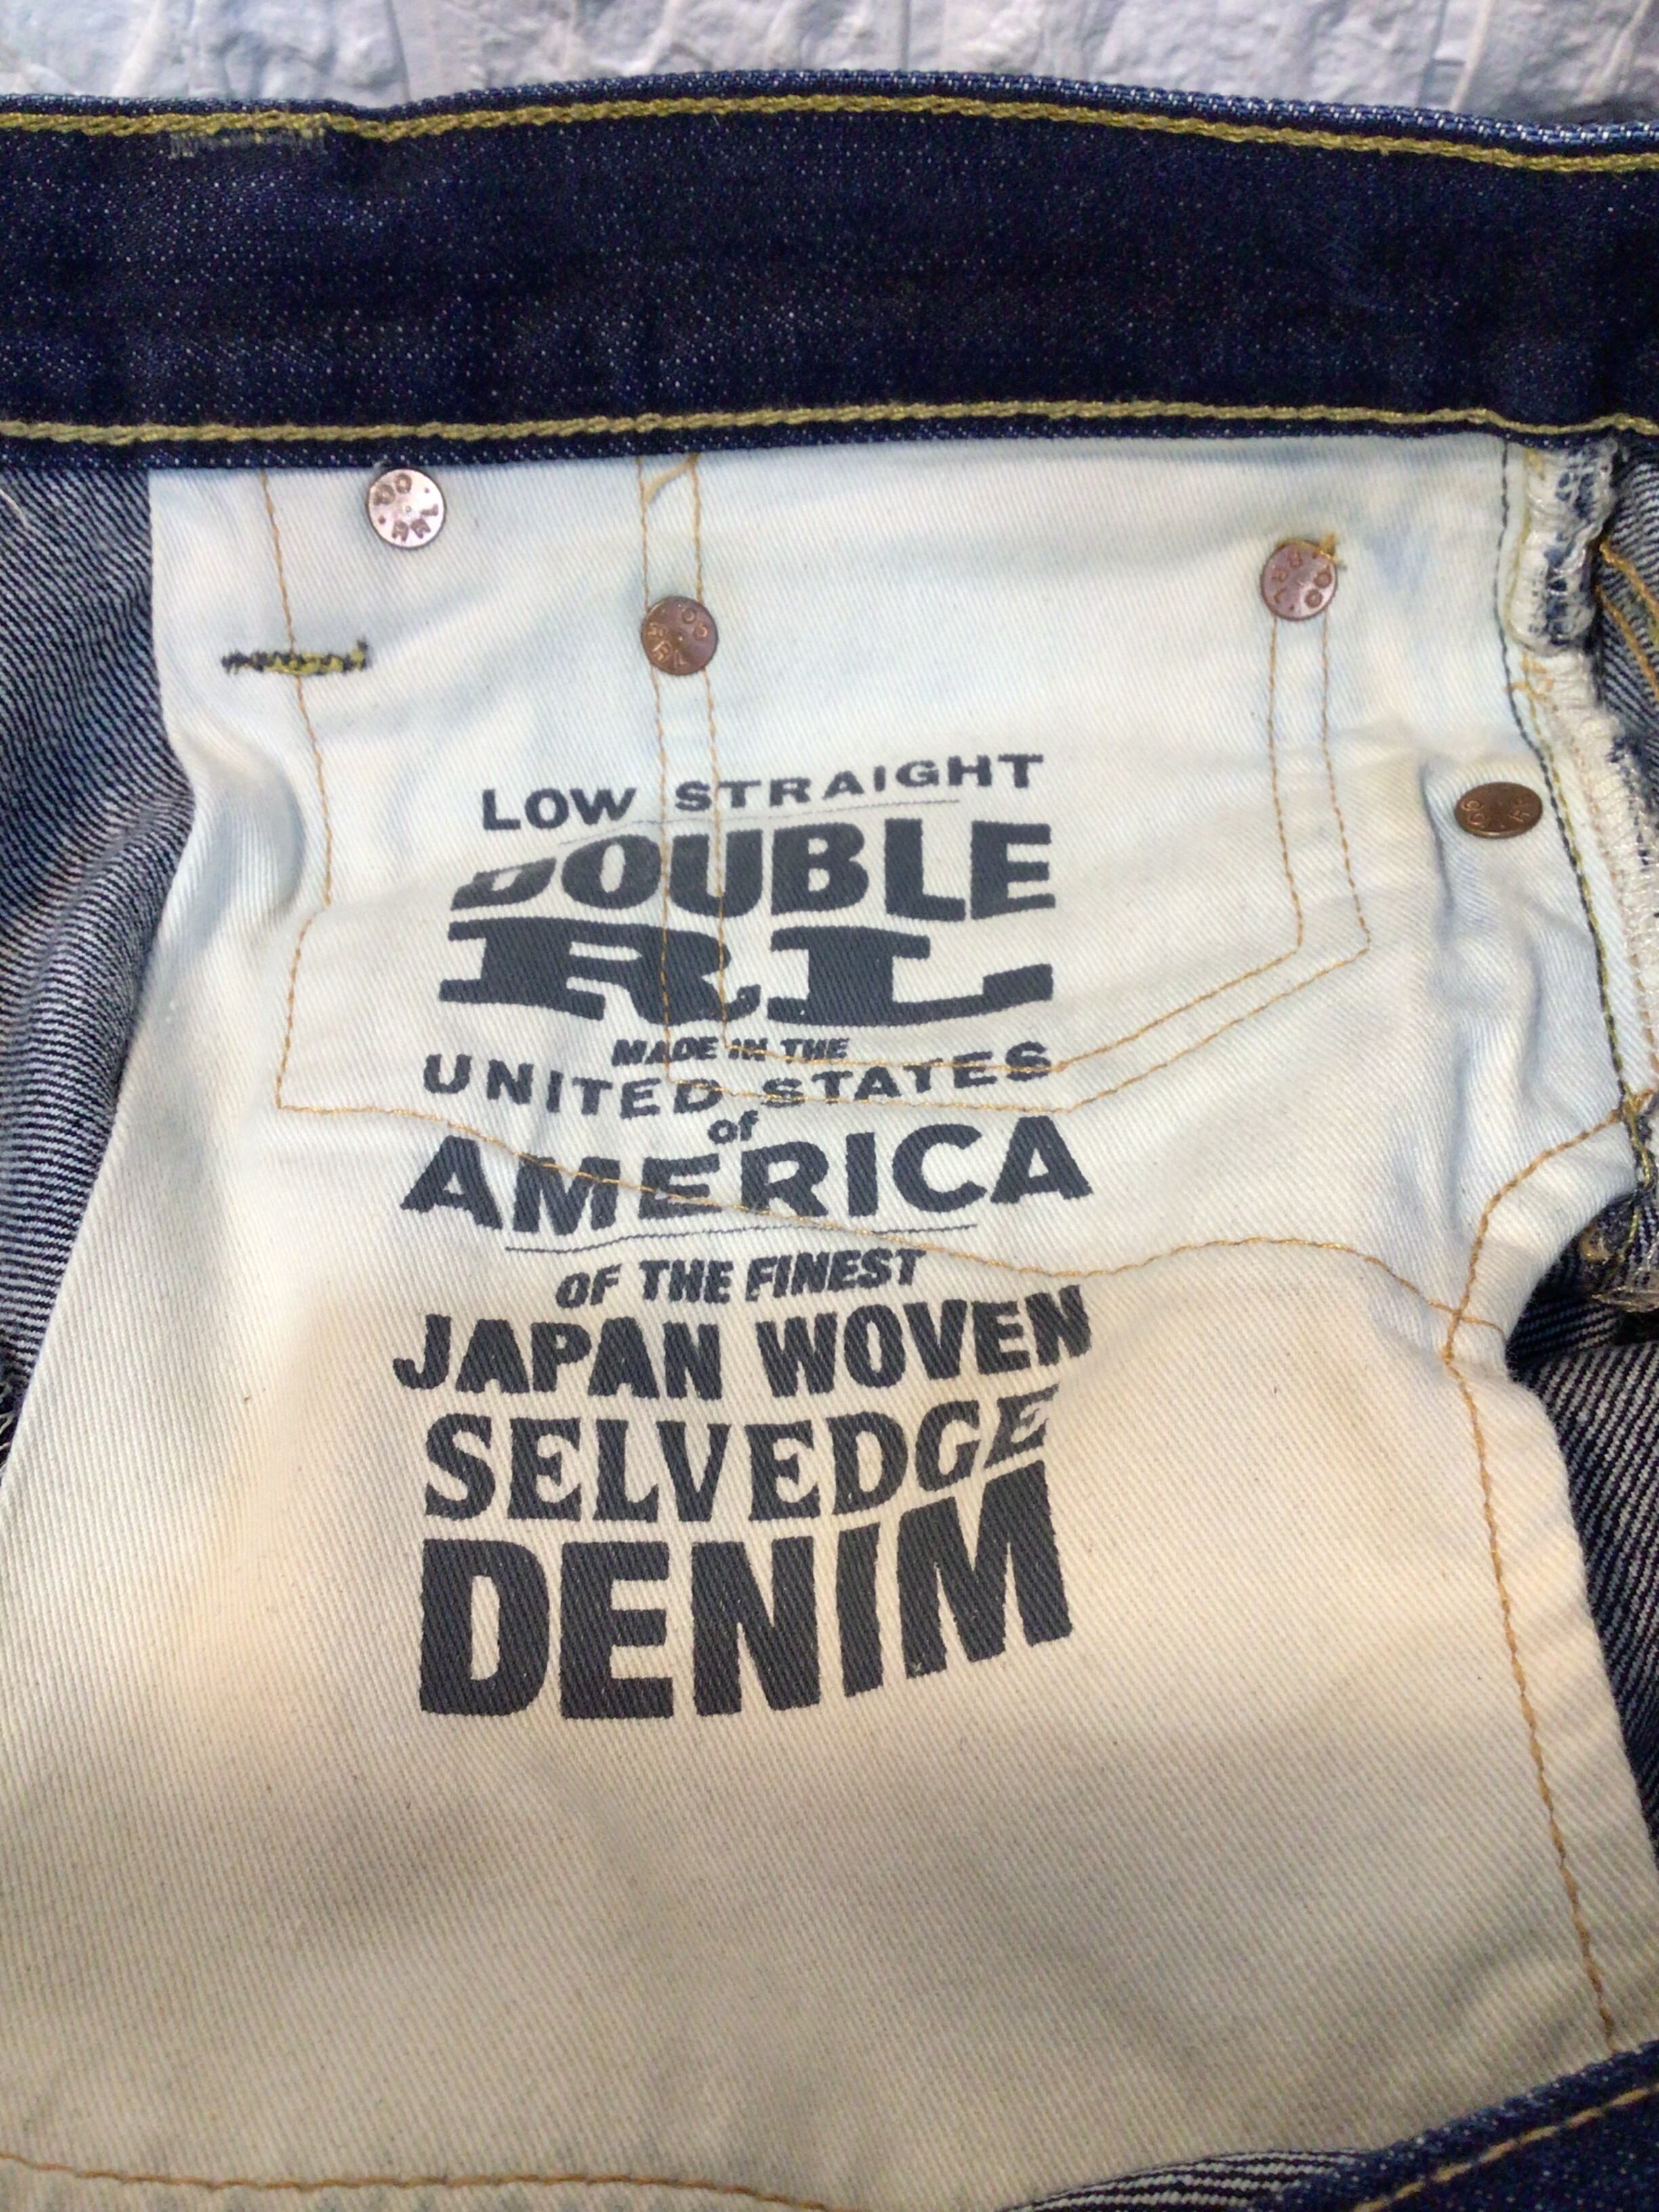 LOW STRAIGHT
DOUBLE
RL
MADE IN THE
UNITED STATES
of
AMERICA
OF THE FINEST
JAPAN WOVEN
SELVEDGE
DENIM